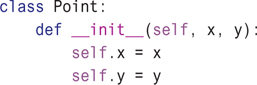 class Point:
    def __init__(self, x, y):
        self.x = x
        self.y = y